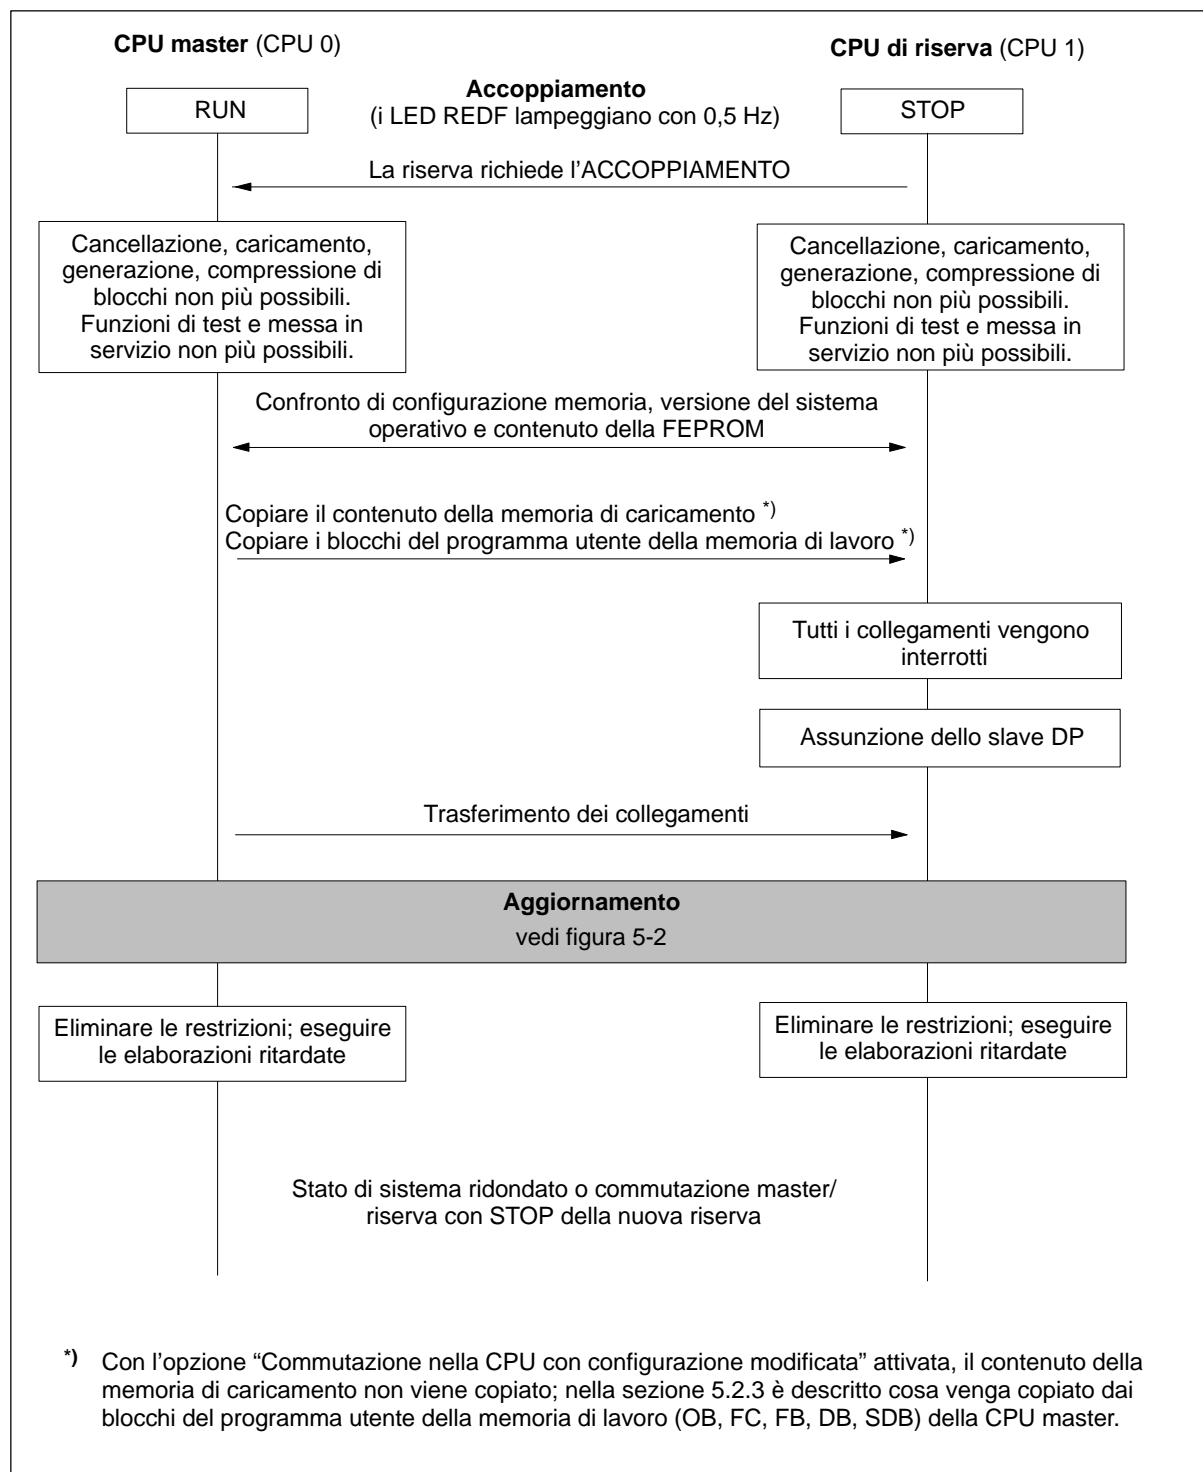 CPU master (CPU 0)
CPU di riserva (CPU 1)
Accoppiamento
(i LED REDF lampeggiano con 0,5 Hz)
RUN
STOP
La riserva richiede l’ACCOPPIAMENTO
Cancellazione, caricamento,
generazione, compressione di
blocchi non più possibili.
Funzioni di test e messa in
servizio non più possibili.
Cancellazione, caricamento,
generazione, compressione di
blocchi non più possibili.
Funzioni di test e messa in
servizio non più possibili.
Confronto di configurazione memoria, versione del sistema
operativo e contenuto della FEPROM
Copiare il contenuto della memoria di caricamento *)
Copiare i blocchi del programma utente della memoria di lavoro *)
Tutti i collegamenti vengono
interrotti
Assunzione dello slave DP
Trasferimento dei collegamenti
Aggiornamento
vedi figura 5-2
Eliminare le restrizioni; eseguire
le elaborazioni ritardate
Eliminare le restrizioni; eseguire
le elaborazioni ritardate
Stato di sistema ridondato o commutazione master/
riserva con STOP della nuova riserva
*) Con l’opzione “Commutazione nella CPU con configurazione modificata” attivata, il contenuto della
memoria di caricamento non viene copiato; nella sezione 5.2.3 è descritto cosa venga copiato dai
blocchi del programma utente della memoria di lavoro (OB, FC, FB, DB, SDB) della CPU master.